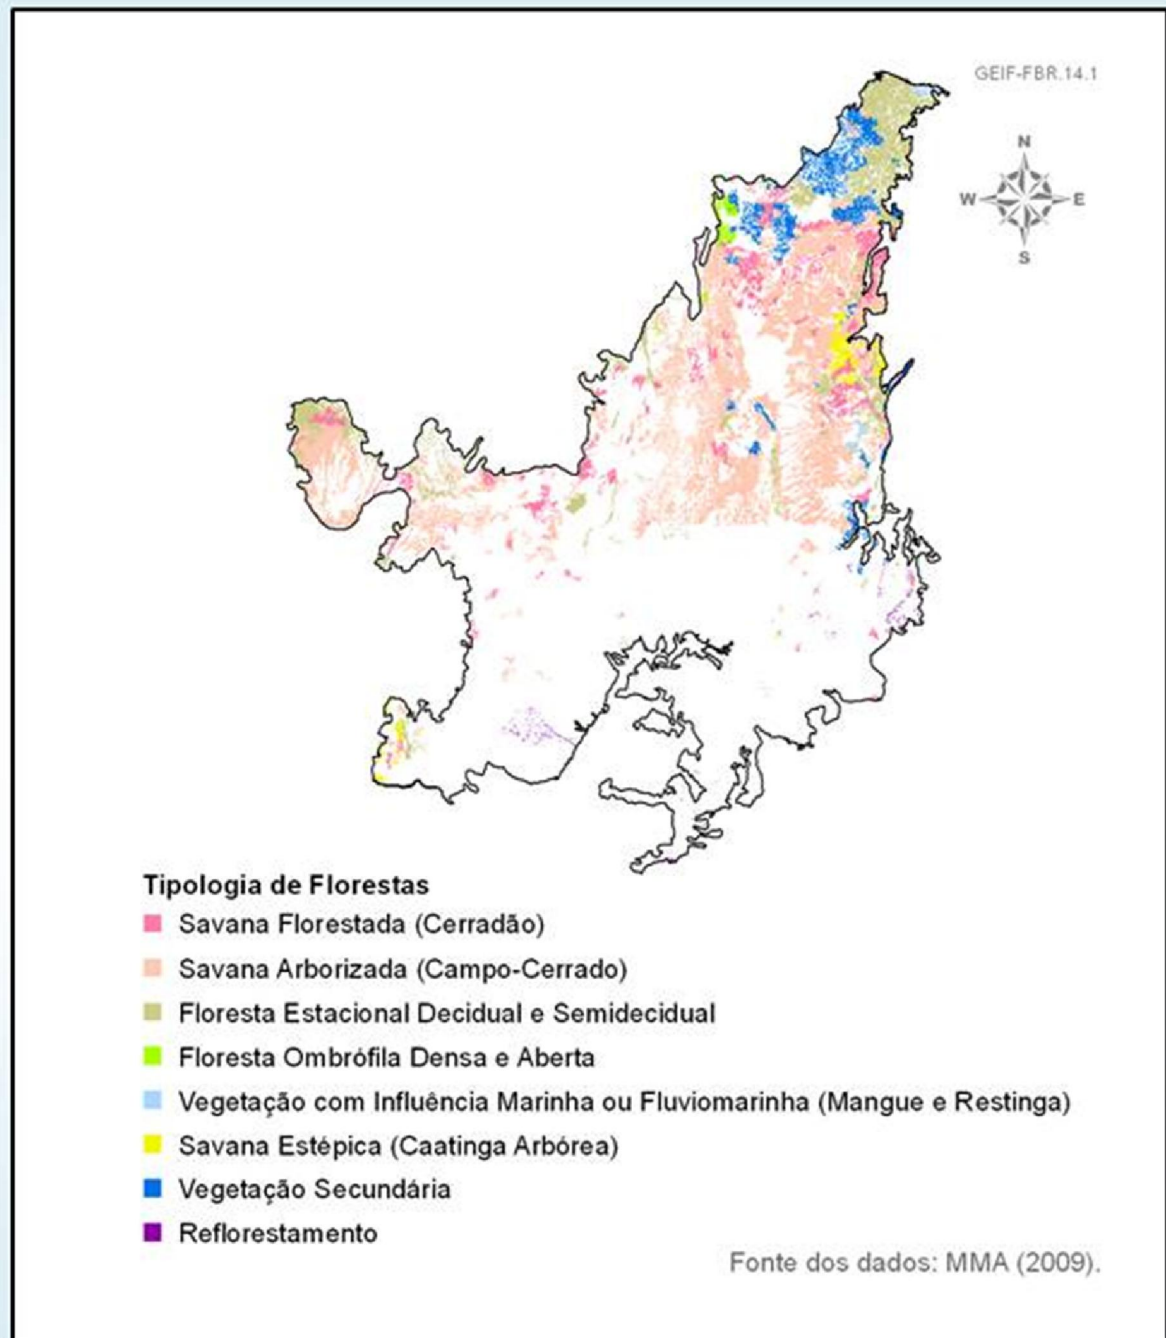 GEIF-FBR.14.1
N
W
E
S
Tipologia de Florestas
Savana Florestada (Cerradão)
Savana Arborizada (Campo-Cerrado)
Floresta Estacional Decidual e Semidecidual
Floresta Ombrófila Densa e Aberta
Vegetação com Influência Marinha ou Fluviomarinha (Mangue e Restinga)
Savana Estépica (Caatinga Arbórea)
Vegetação Secundária
Reflorestamento
Fonte dos dados: MMA (2009).